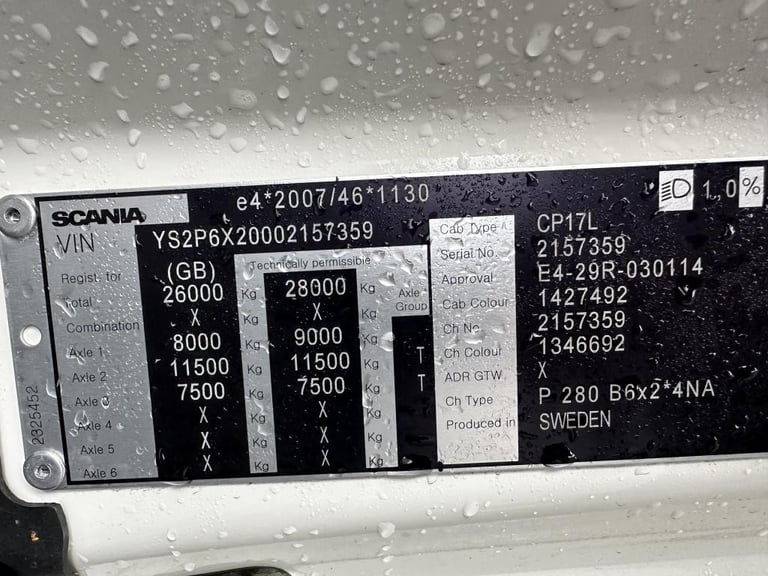 SCANIA e4*2007/46*1130 1,0%
VIN YS2P6X20002157359
Regist. for (GB) Technically permissible
Total 26000 Kg 28000 Kg
Combination X Kg X Kg Axle Group
Axle 1 8000 Kg 9000 Kg
Axle 2 11500 Kg 11500 Kg T
Axle 3 7500 Kg 7500 Kg T
Axle 4 X Kg X Kg
Axle 5 X Kg X Kg
Axle 6 X Kg X Kg
Cab Type A CP17L
Serial No. 2157359
Approval E4-29R-030114
Cab Colour 1427492
Ch No 2157359
Ch Colour 1346692
ADR GTW X
Ch Type P 280 B6x2*4NA
Produced in SWEDEN
2825452